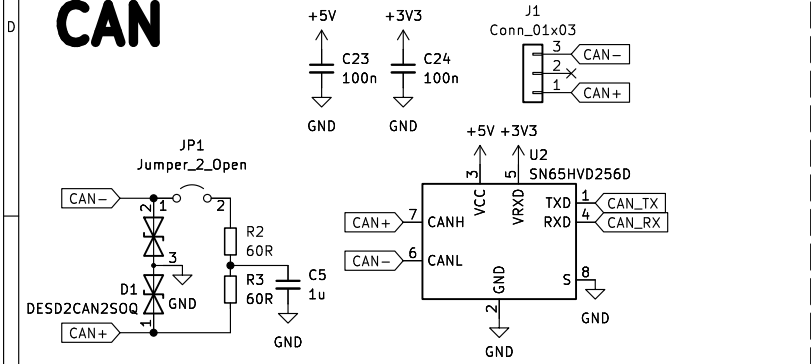 D
CAN
+5V
C23
100n
GND
+3V3
C24
100n
GND
J1
Conn_01x03
3
CAN-
2
1
CAN+
JP1
Jumper_2_Open
CAN-
2
1
2
R2
60R
3
GND
D1
DESD2CAN2SOQ
R3
60R
C5
1u
GND
1
CAN+
+5V
+3V3
U2
SN65HVD256D
3
VCC
5
VRXD
TXD
1
CAN_TX
RXD
4
CAN_RX
CAN+
7
CANH
CAN-
6
CANL
GND
2
GND
S
8
GND